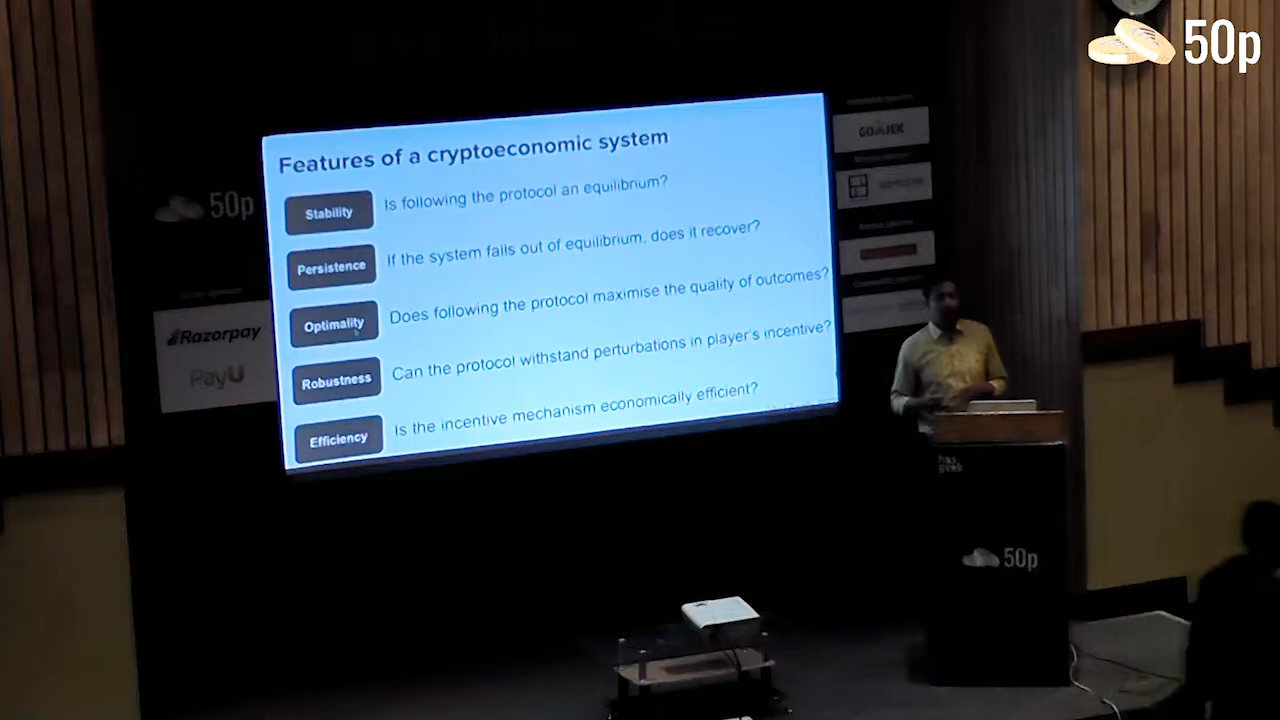 50p
Features of a cryptoeconomic system
Stability
Is following the protocol an equilibrium?
Persistence
If the system falls out of equilibrium, does it recover?
Optimality
Does following the protocol maximise the quality of outcomes?
Robustness
Can the protocol withstand perturbations in player's incentive?
Efficiency
Is the incentive mechanism economically efficient?
50p
Razorpay
PayU
GOJEK
has
geek
50p